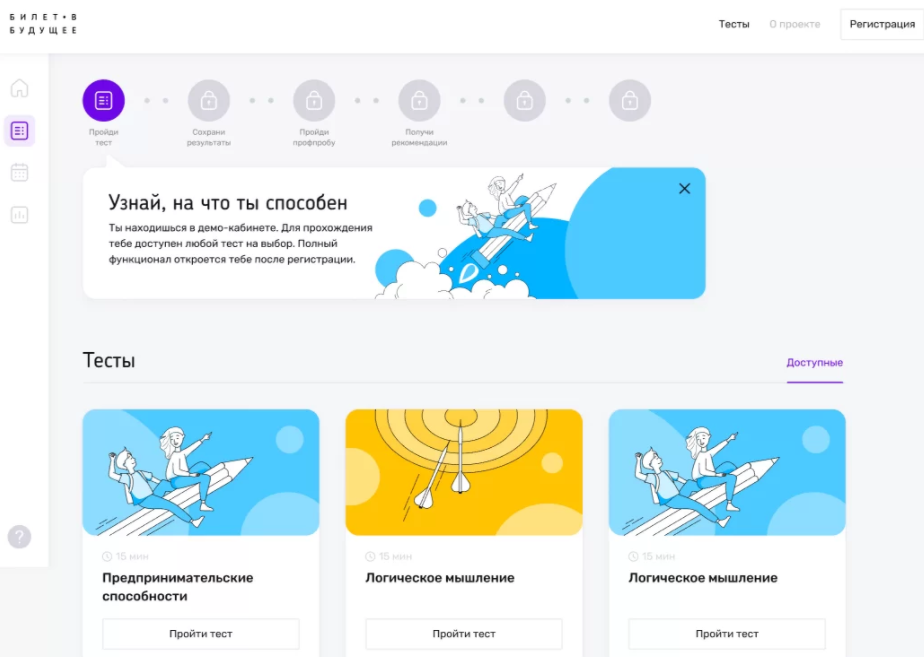 БИЛЕТ•В
БУДУЩЕЕ
Тесты
О проекте
Регистрация
Пройди
тест
Сохрани
результаты
Пройди
профпробу
Получи
рекомендации
Узнай, на что ты способен
Ты находишься в демо-кабинете. Для прохождения
тебе доступен любой тест на выбор. Полный
функционал откроется тебе после регистрации.
Тесты
Доступные
15 мин
Предпринимательские
способности
Пройти тест
15 мин
Логическое мышление
Пройти тест
15 мин
Логическое мышление
Пройти тест
?